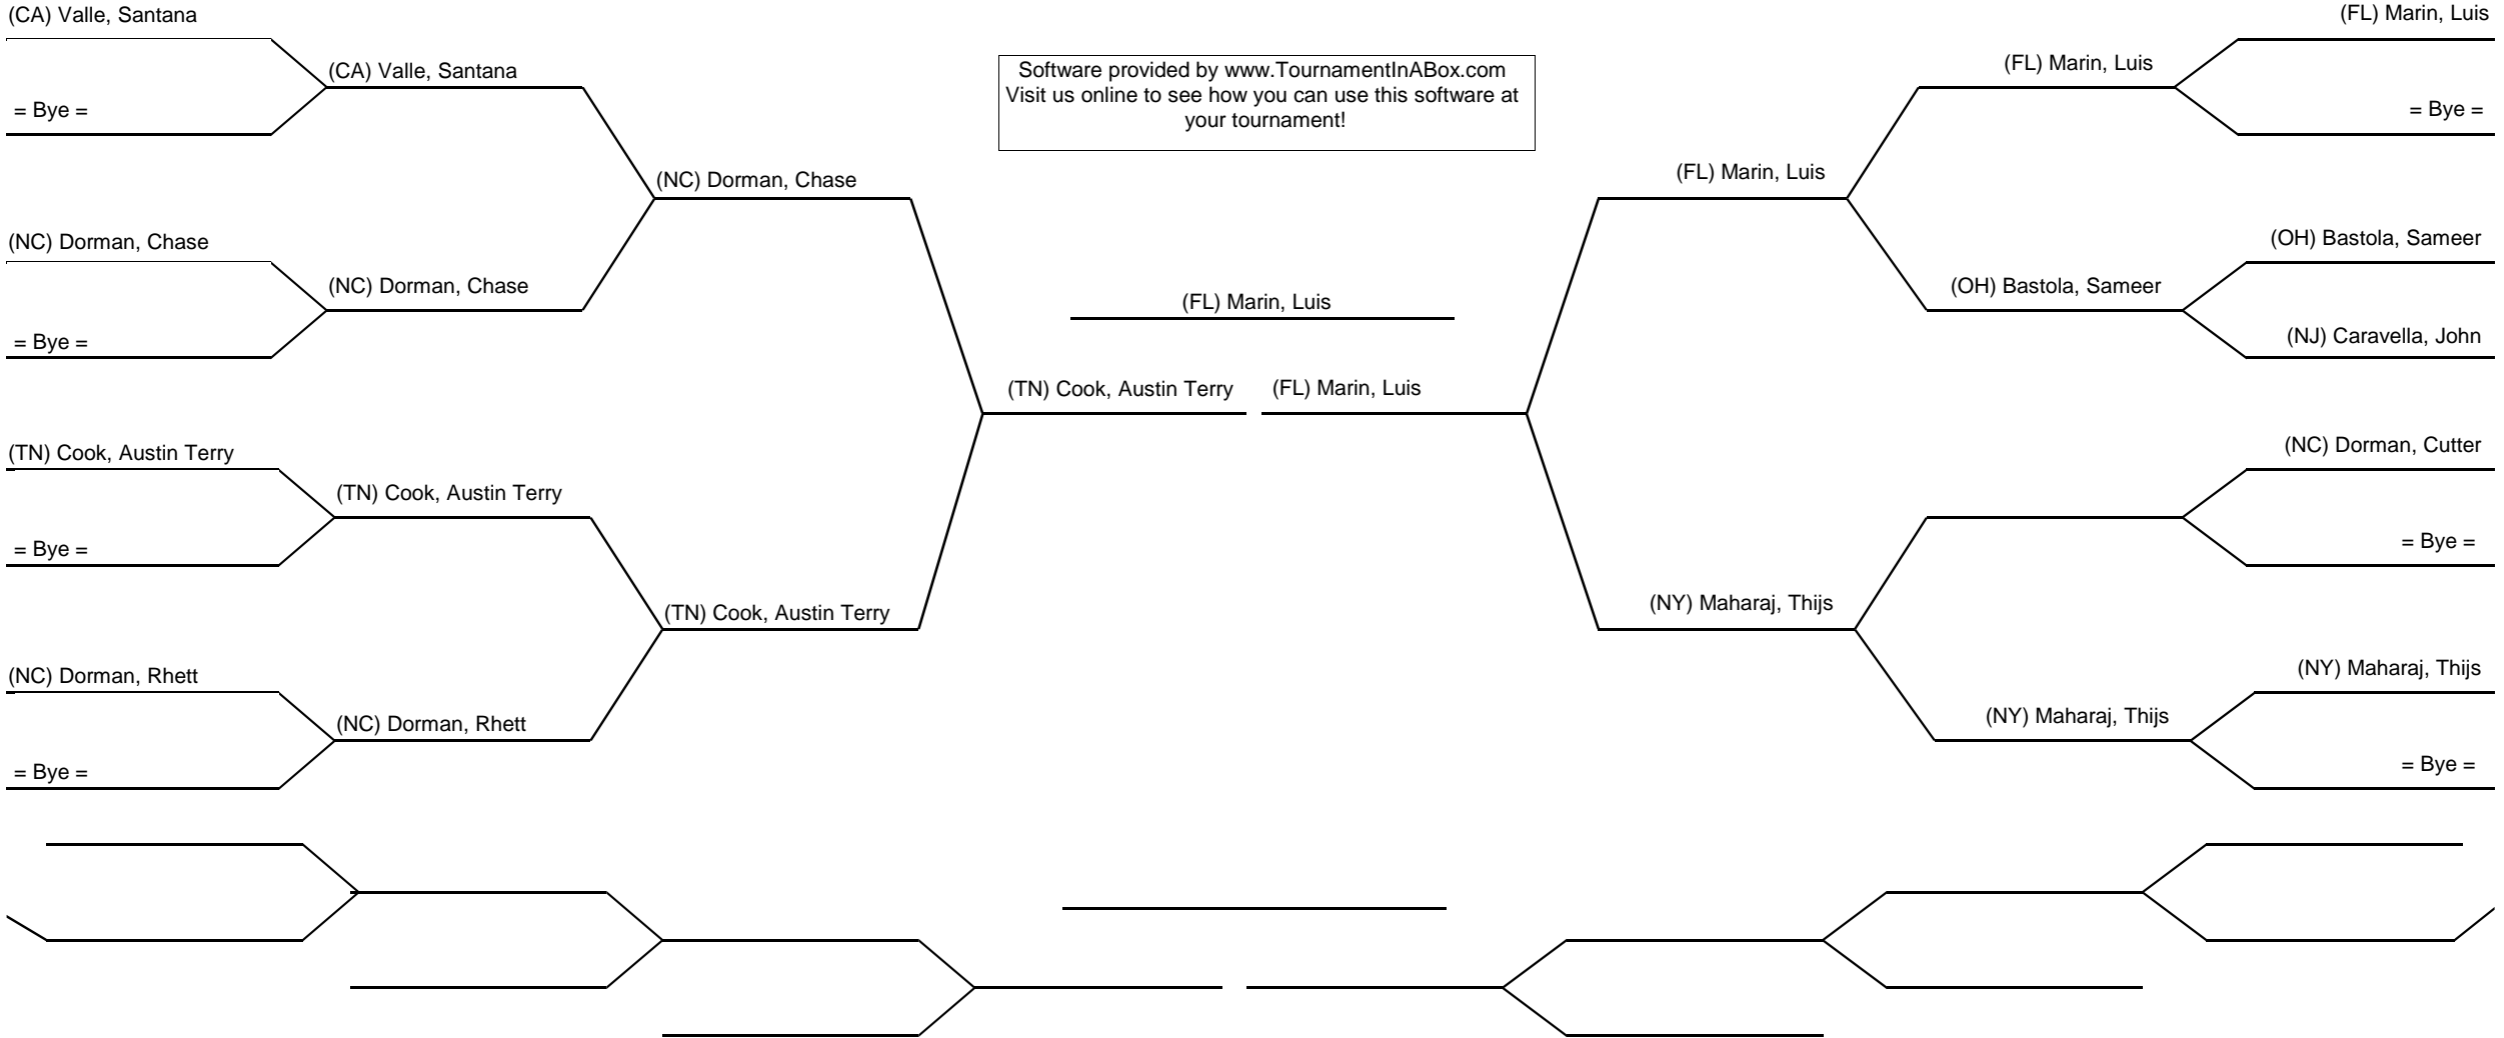 (CA) Valle, Santana
= Bye =
(NC) Dorman, Chase
= Bye =
(TN) Cook, Austin Terry
= Bye =
(NC) Dorman, Rhett
= Bye =
(CA) Valle, Santana
(NC) Dorman, Chase
(TN) Cook, Austin Terry
(NC) Dorman, Rhett
(NC) Dorman, Chase
(TN) Cook, Austin Terry
Software provided by www.TournamentInABox.com
Visit us online to see how you can use this software at
your tournament!
(FL) Marin, Luis
(TN) Cook, Austin Terry
(FL) Marin, Luis
(FL) Marin, Luis
(NY) Maharaj, Thijs
(FL) Marin, Luis
(OH) Bastola, Sameer
(NY) Maharaj, Thijs
(FL) Marin, Luis
= Bye =
(OH) Bastola, Sameer
(NJ) Caravella, John
(NC) Dorman, Cutter
= Bye =
(NY) Maharaj, Thijs
= Bye =